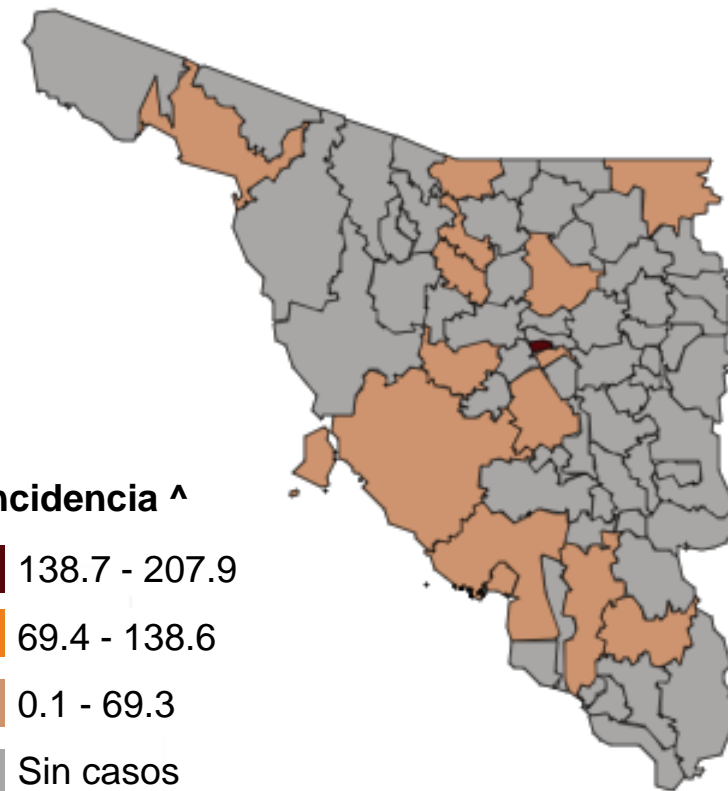 ncidencia ^
138.7 - 207.9
69.4 - 138.6
0.1 - 69.3
Sin casos